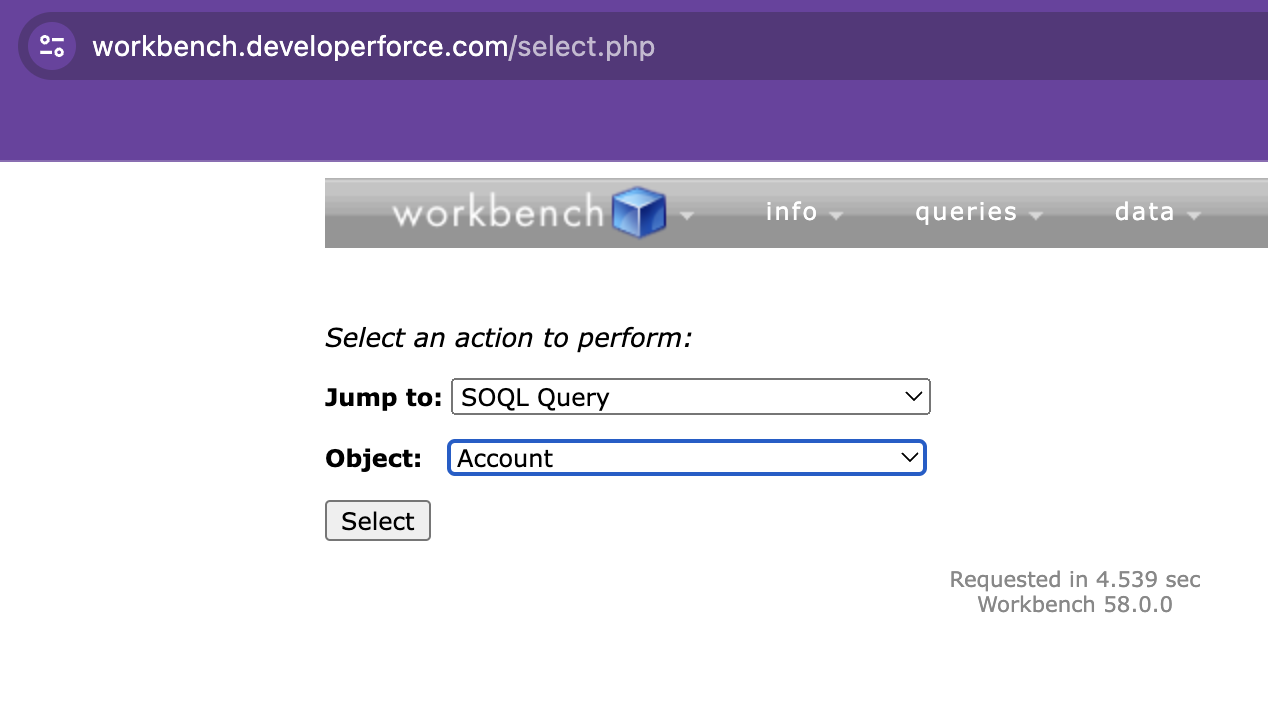 workbench.developerforce.com/select.php
workbench info queries data
Select an action to perform:
Jump to: SOQL Query
Object: Account
Select
Requested in 4.539 sec
Workbench 58.0.0